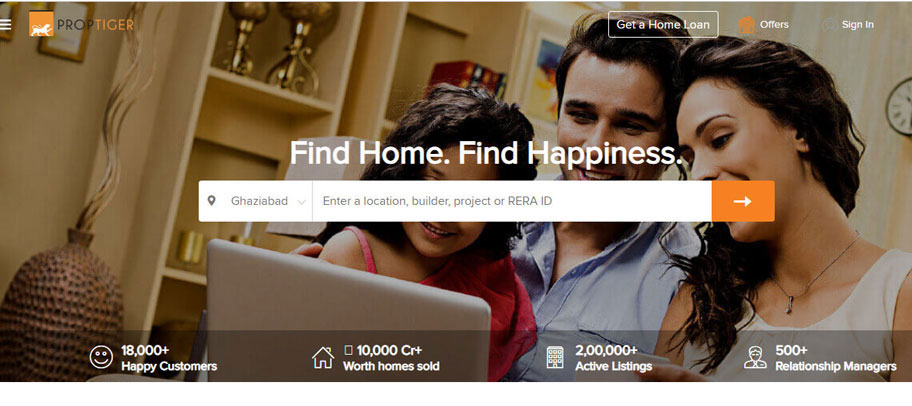 PROPTIGER
Get a Home Loan
Offers
Sign In
Find Home. Find Happiness.
Ghaziabad
Enter a location, builder, project or RERA ID
18,000+
Happy Customers
10,000 Cr+
Worth homes sold
2,00,000+
Active Listings
500+
Relationship Managers